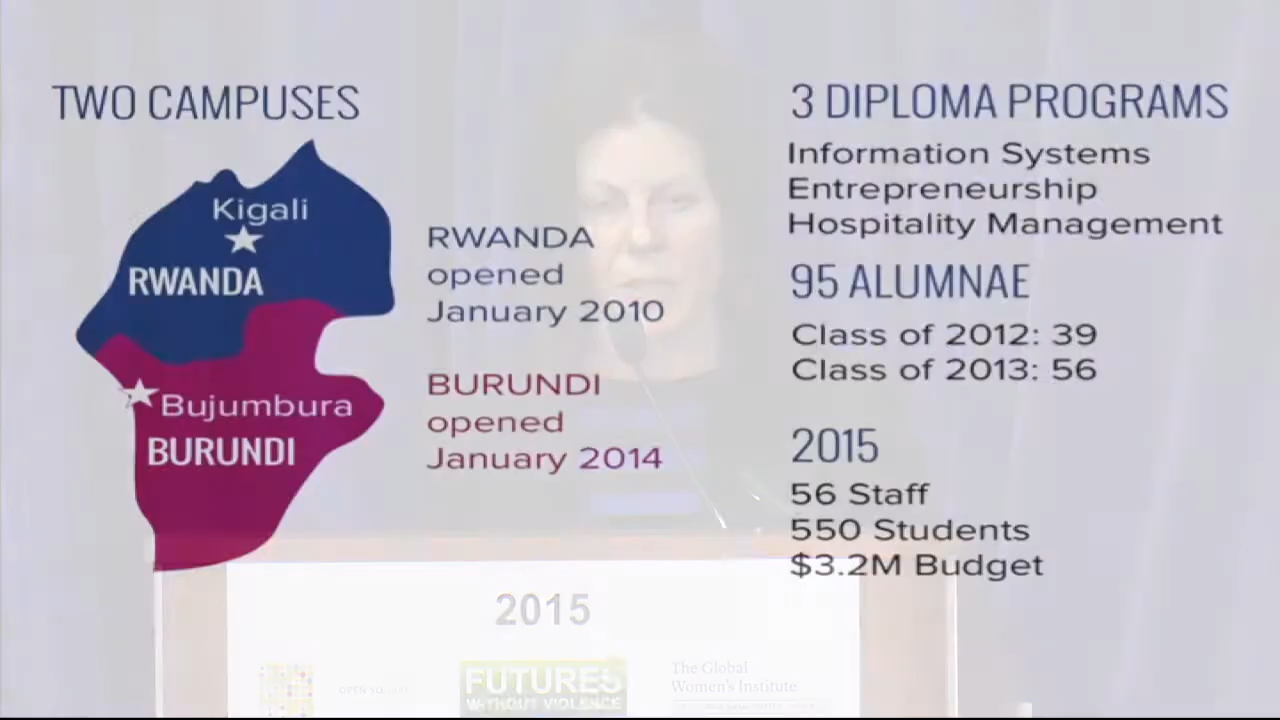 TWO CAMPUSES
Kigali
RWANDA
Bujumbura
BURUNDI
RWANDA
opened
January 2010
BURUNDI
opened
January 2014
3 DIPLOMA PROGRAMS
Information Systems
Entrepreneurship
Hospitality Management
95 ALUMNAE
Class of 2012: 39
Class of 2013: 56
2015
56 Staff
550 Students
$3.2M Budget
2015
OPEN
FUTURES
WITHOUT VIOLENCE
The Global
Women's Institute